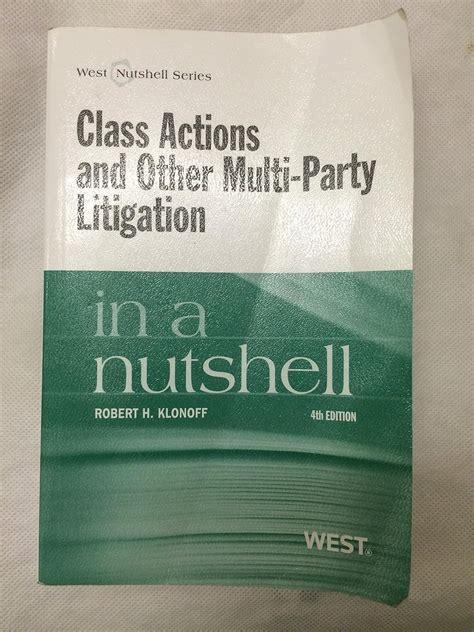 West Nutshell Series
Class Actions
and Other Multi-Party
Litigation
in a
nutshell
ROBERT H. KLONOFF 4th EDITION
WEST®